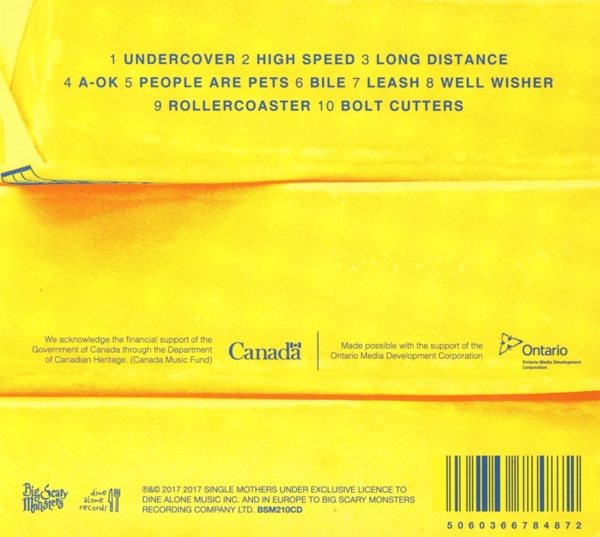 1 UNDERCOVER 2 HIGH SPEED 3 LONG DISTANCE
4 A-OK 5 PEOPLE ARE PETS 6 BILE 7 LEASH 8 WELL WISHER
9 ROLLERCOASTER 10 BOLT CUTTERS
We acknowledge the financial support of the
Government of Canada through the Department
of Canadian Heritage. (Canada Music Fund)
Canada
Made possible with the support of the
Ontario Media Development Corporation
Ontario
Ontario Media Development
Corporation
Big Scary
Monsters
dine
alone
records
℗&© 2017 2017 SINGLE MOTHERS UNDER EXCLUSIVE LICENCE TO
DINE ALONE MUSIC INC. AND IN EUROPE TO BIG SCARY MONSTERS
RECORDING COMPANY LTD. BSM210CD
5060366784872